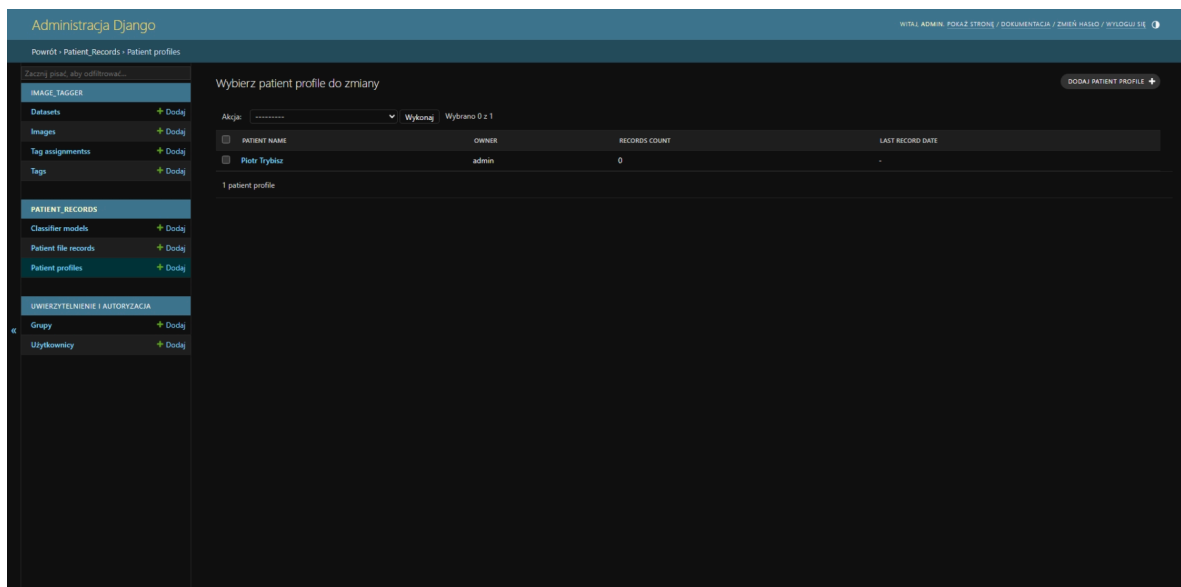 Administracja Django
WITAJ, ADMIN. POKAŻ STRONĘ / DOKUMENTACJA / ZMIEŃ HASŁO / WYLOGUJ SIĘ
Powrót › Patient_Records › Patient profiles
Zacznij pisać, aby odfiltrować...
IMAGE_TAGGER
Datasets + Dodaj
Images + Dodaj
Tag assignmentss + Dodaj
Tags + Dodaj
PATIENT_RECORDS
Classifier models + Dodaj
Patient file records + Dodaj
Patient profiles + Dodaj
UWIERZYTELNIENIE I AUTORYZACJA
Grupy + Dodaj
Użytkownicy + Dodaj
«
Wybierz patient profile do zmiany
DODAJ PATIENT PROFILE +
Akcja: --------- Wykonaj Wybrano 0 z 1
PATIENT NAME OWNER RECORDS COUNT LAST RECORD DATE
Piotr Trybisz admin 0 -
1 patient profile